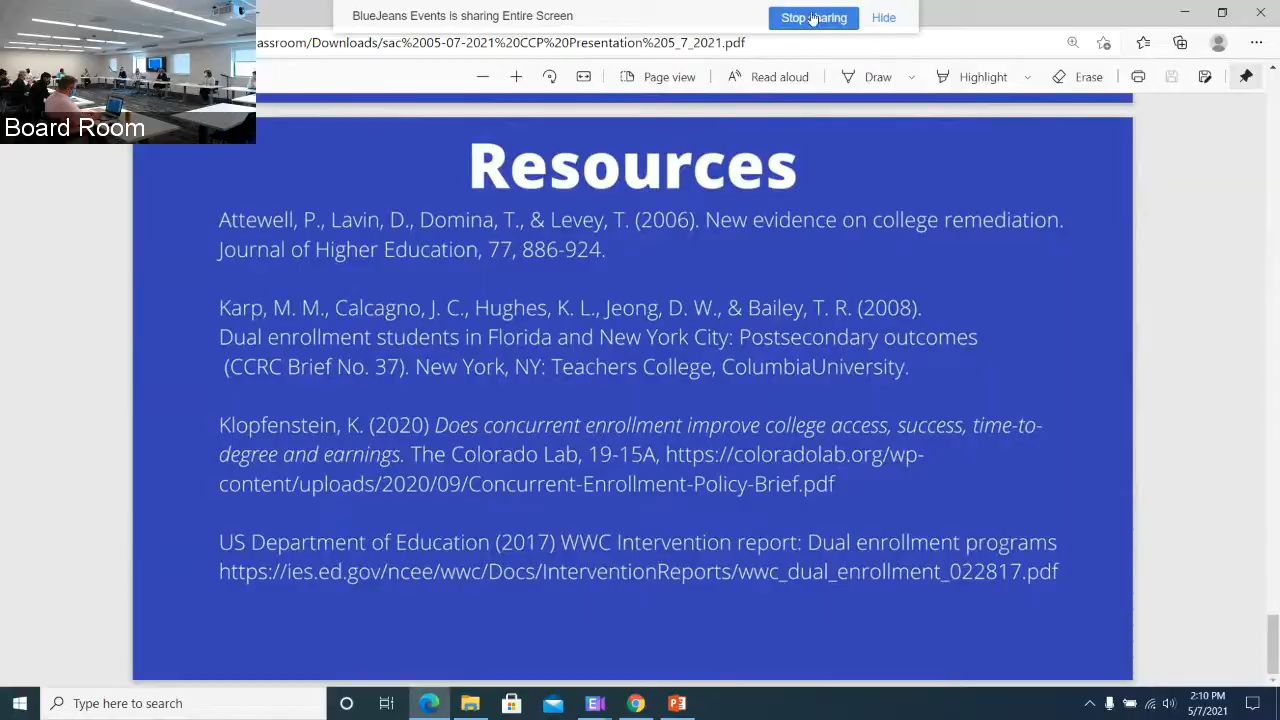 BlueJeans Events is sharing Entire Screen
Stop sharing
Hide
assroom/Downloads/sac%2005-07-2021%20CCP%20Presentation%205_7_2021.pdf
Page view
Read aloud
Draw
Highlight
Erase
Board Room
Resources
Attewell, P., Lavin, D., Domina, T., & Levey, T. (2006). New evidence on college remediation.
Journal of Higher Education, 77, 886-924.
Karp, M. M., Calcagno, J. C., Hughes, K. L., Jeong, D. W., & Bailey, T. R. (2008).
Dual enrollment students in Florida and New York City: Postsecondary outcomes
(CCRC Brief No. 37). New York, NY: Teachers College, ColumbiaUniversity.
Klopfenstein, K. (2020) Does concurrent enrollment improve college access, success, time-to-
degree and earnings. The Colorado Lab, 19-15A, https://coloradolab.org/wp-
content/uploads/2020/09/Concurrent-Enrollment-Policy-Brief.pdf
US Department of Education (2017) WWC Intervention report: Dual enrollment programs
https://ies.ed.gov/ncee/wwc/Docs/InterventionReports/wwc_dual_enrollment_022817.pdf
Type here to search
2:10 PM
5/7/2021